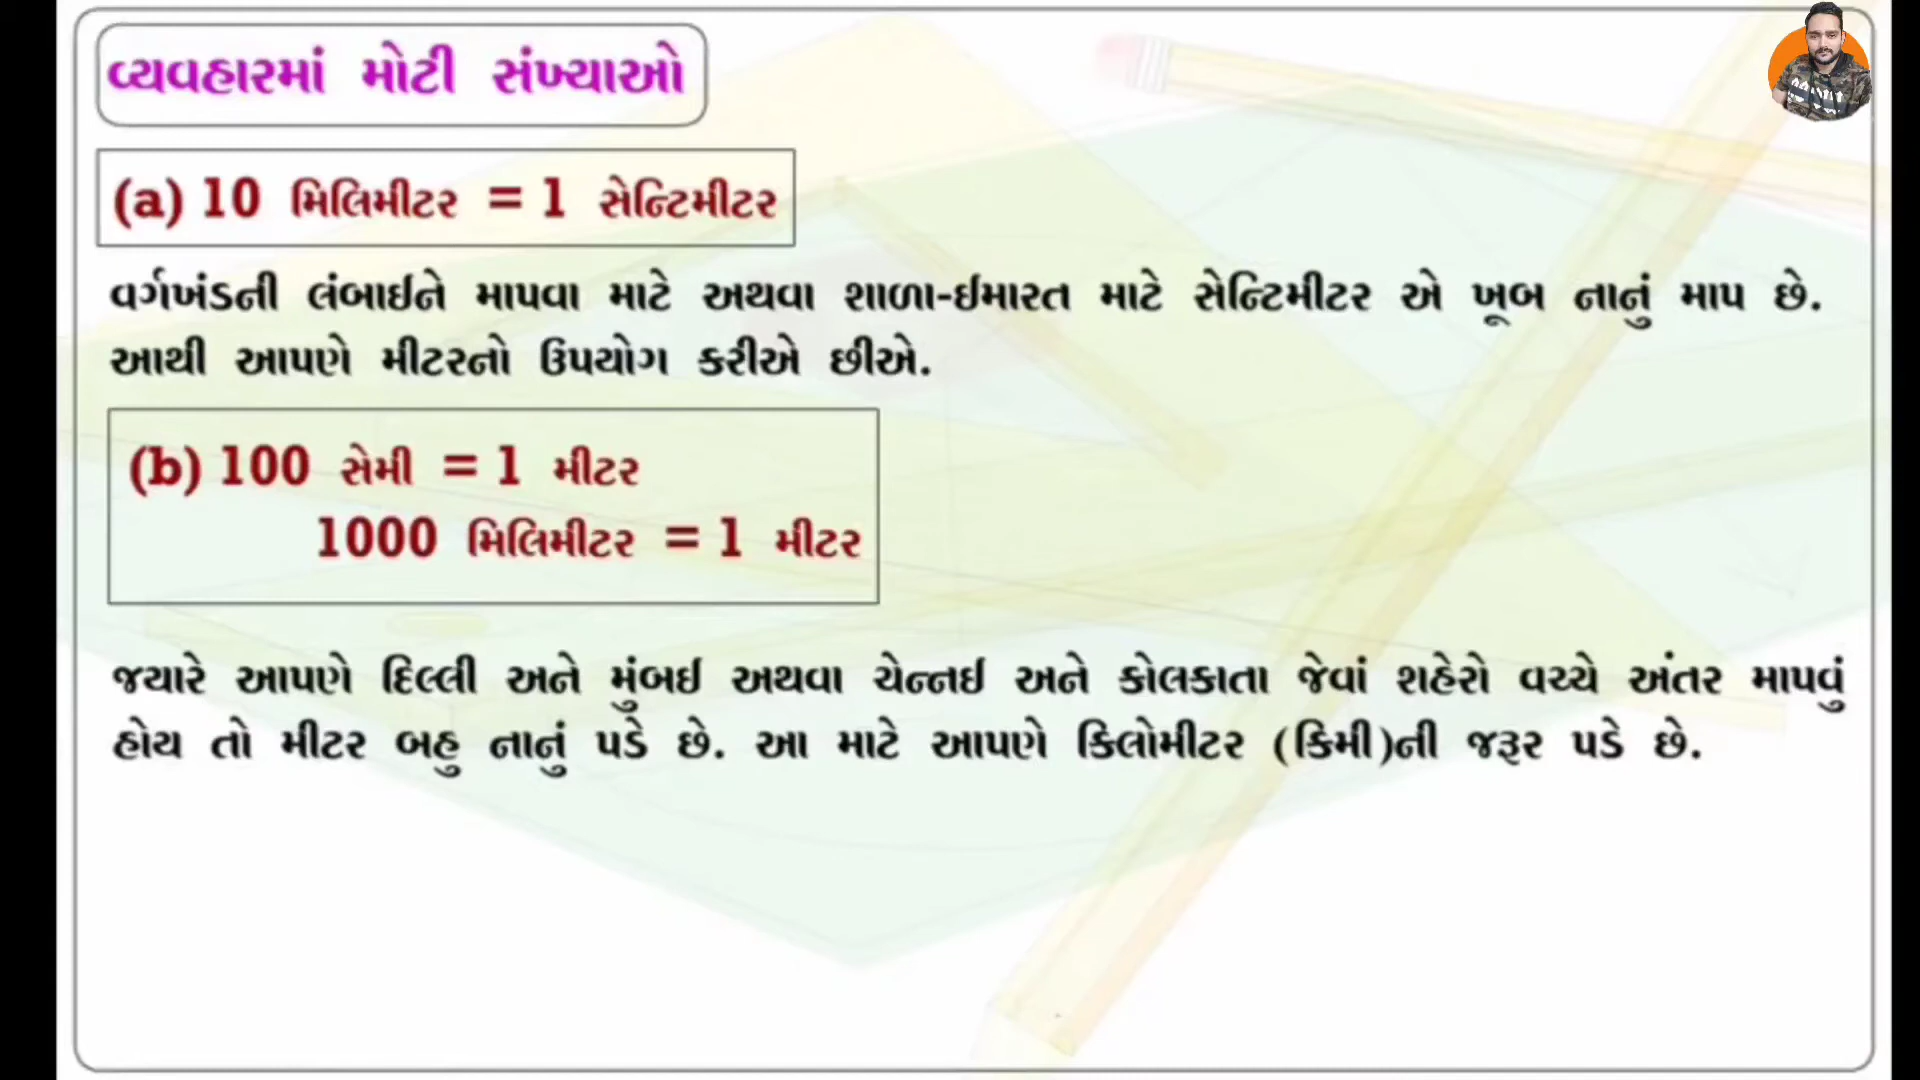 વ્યવહારમાં મોટી સંખ્યાઓ
(a) 10 મિલિમીટર = 1 સેન્ટિમીટર
વર્ગખંડની લંબાઈને માપવા માટે અથવા શાળા-ઈમારત માટે સેન્ટિમીટર એ ખૂબ નાનું માપ છે.
આથી આપણે મીટરનો ઉપયોગ કરીએ છીએ.
(b) 100 સેમી = 1 મીટર
1000 મિલિમીટર = 1 મીટર
જ્યારે આપણે દિલ્લી અને મુંબઈ અથવા ચેન્નઈ અને કોલકાતા જેવાં શહેરો વચ્ચે અંતર માપવું
હોય તો મીટર બહુ નાનું પડે છે. આ માટે આપણે કિલોમીટર (કિમી)ની જરૂર પડે છે.